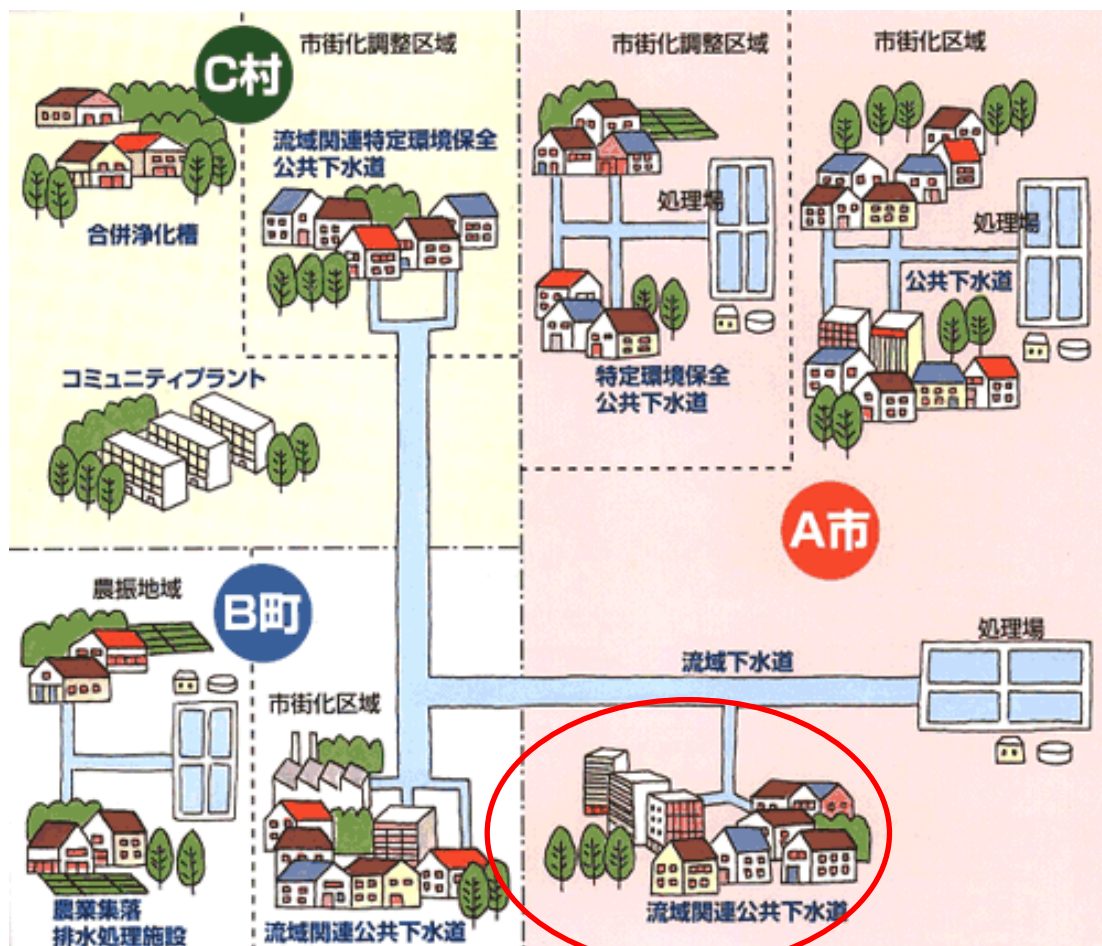 C村
市街化調整区域
流域関連特定環境保全
公共下水道
合併浄化槽
コミュニティプラント
市街化調整区域
処理場
特定環境保全
公共下水道
市街化区域
処理場
公共下水道
A市
処理場
流域下水道
流域関連公共下水道
B町
農振地域
農業集落
排水処理施設
市街化区域
流域関連公共下水道